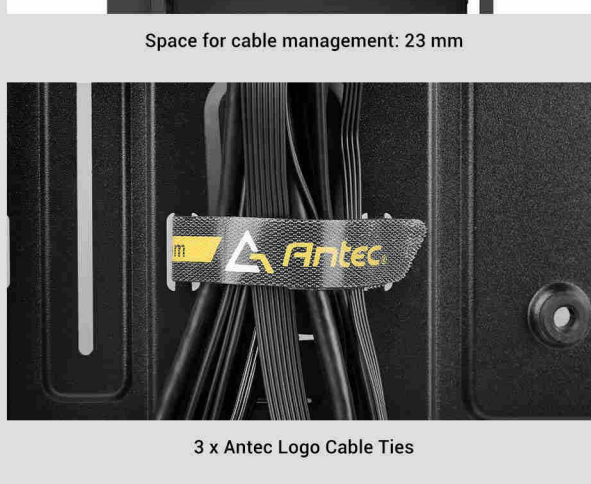 Space for cable management: 23 mm
m Antec
3 x Antec Logo Cable Ties